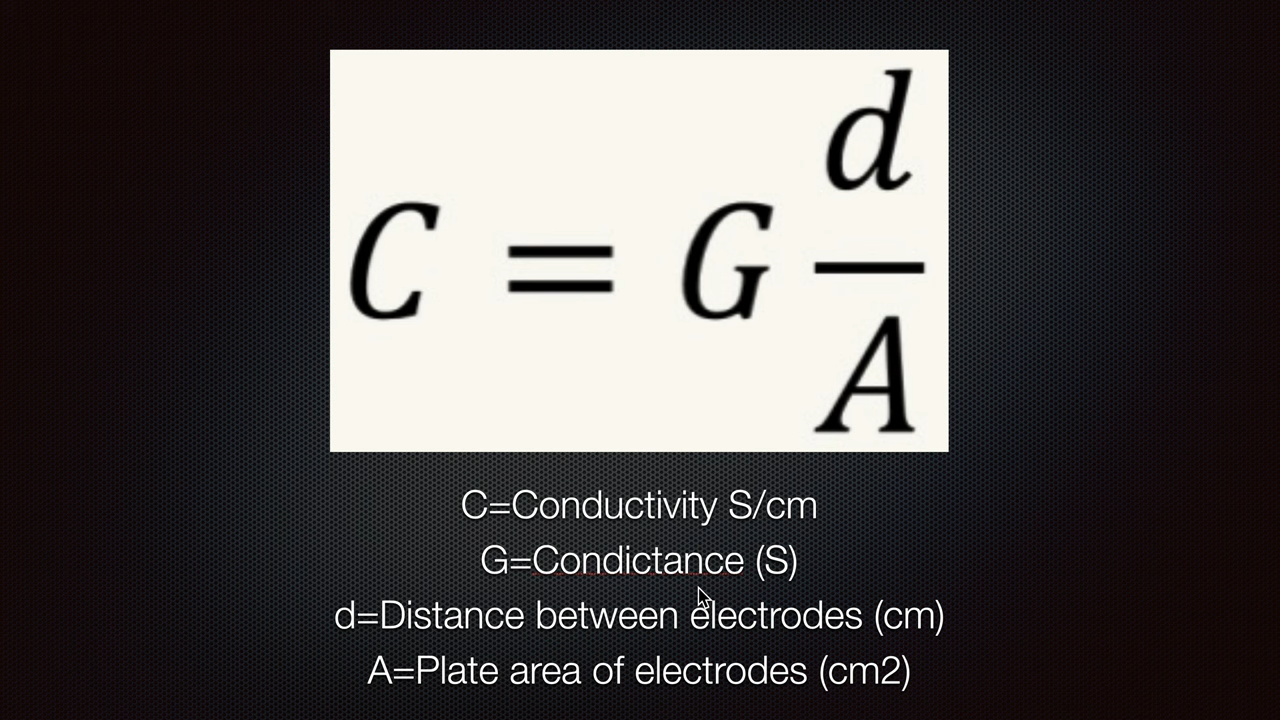 C = G d/A
C=Conductivity S/cm
G=Condictance (S)
d=Distance between electrodes (cm)
A=Plate area of electrodes (cm2)